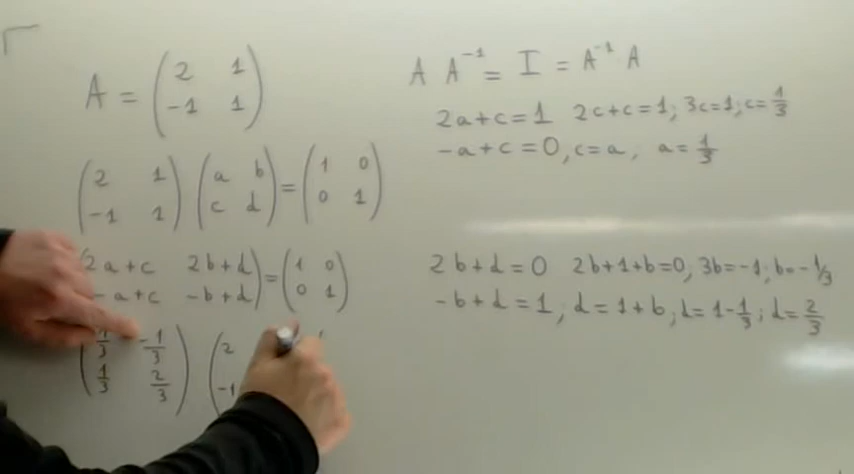 A = ( 2 1 
 -1 1 )
( 2 1 
 -1 1 ) ( a b 
 c d ) = ( 1 0 
 0 1 )
( 2a+c 2b+d 
 -a+c -b+d ) = ( 1 0 
 0 1 )
( 1/3 -1/3 
 1/3 2/3 ) ( 2 
 -1
A A⁻¹ = I = A⁻¹ A
2a+c=1 2c+c=1; 3c=1; c=1/3
-a+c=0, c=a, a=1/3
2b+d=0 2b+1+b=0, 3b=-1; b=-1/3
-b+d=1; d=1+b; d=1-1/3; d=2/3